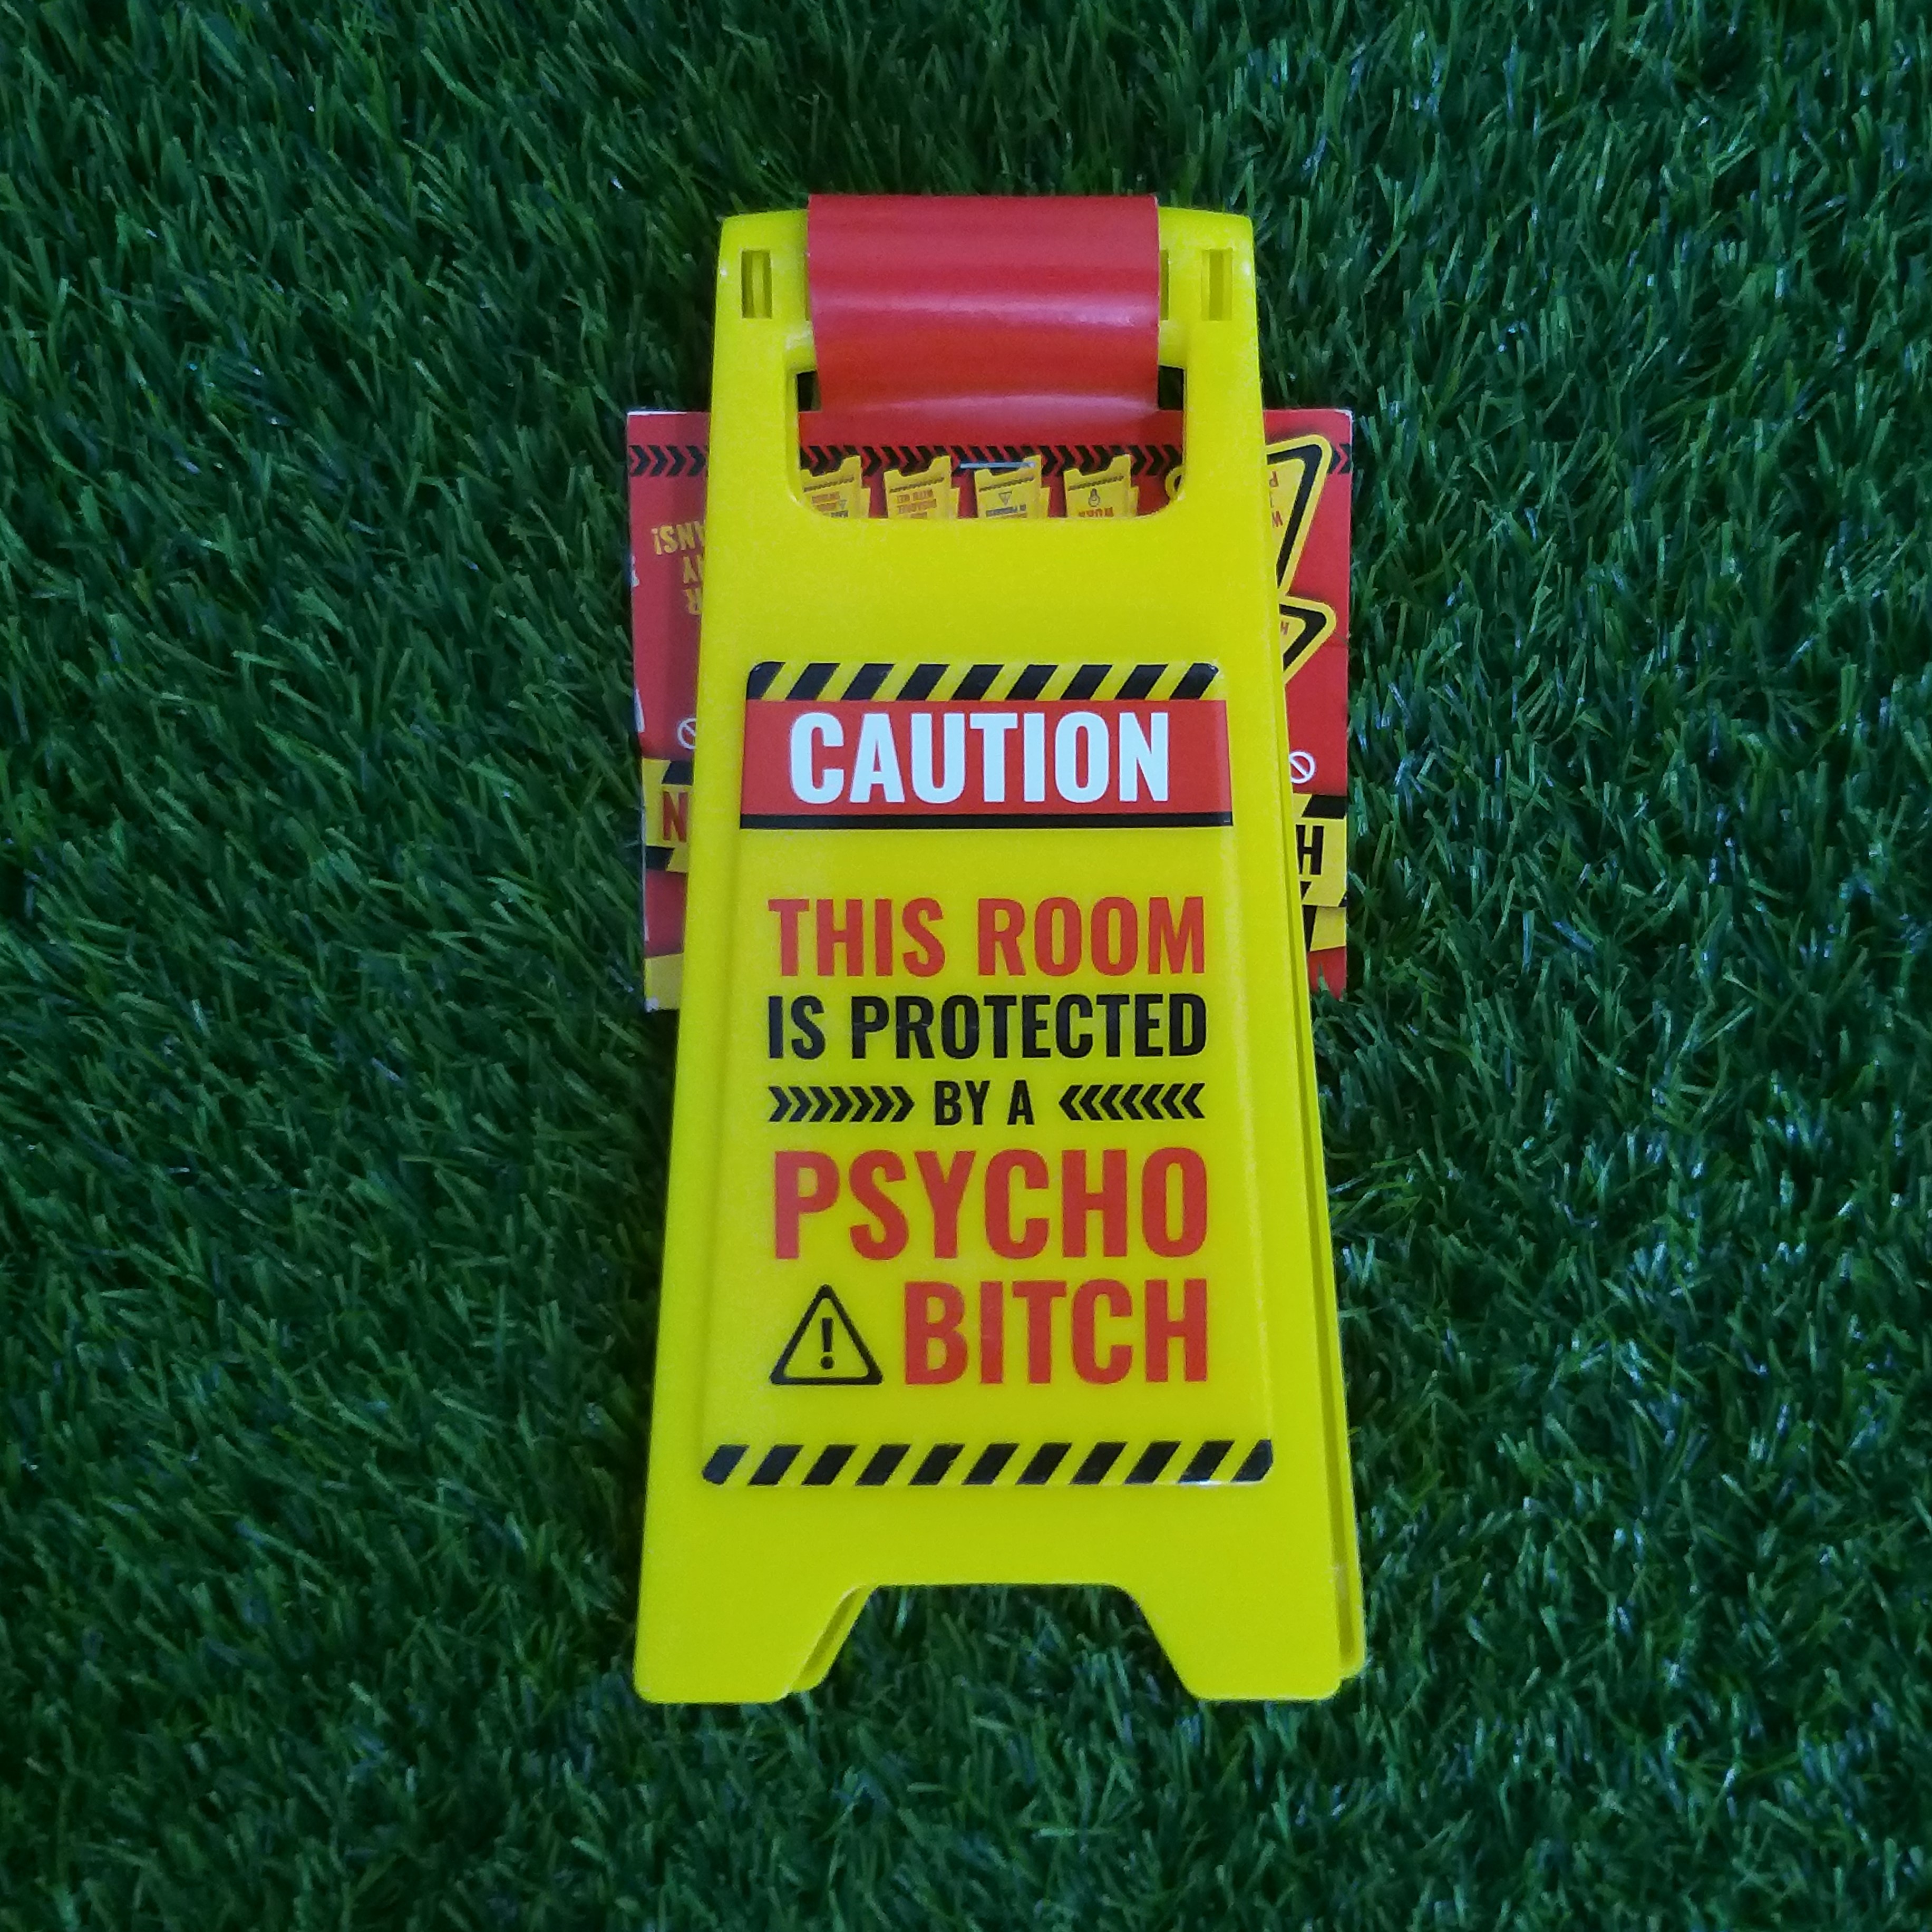 CAUTION
THIS ROOM
IS PROTECTED
BY A
PSYCHO
BITCH